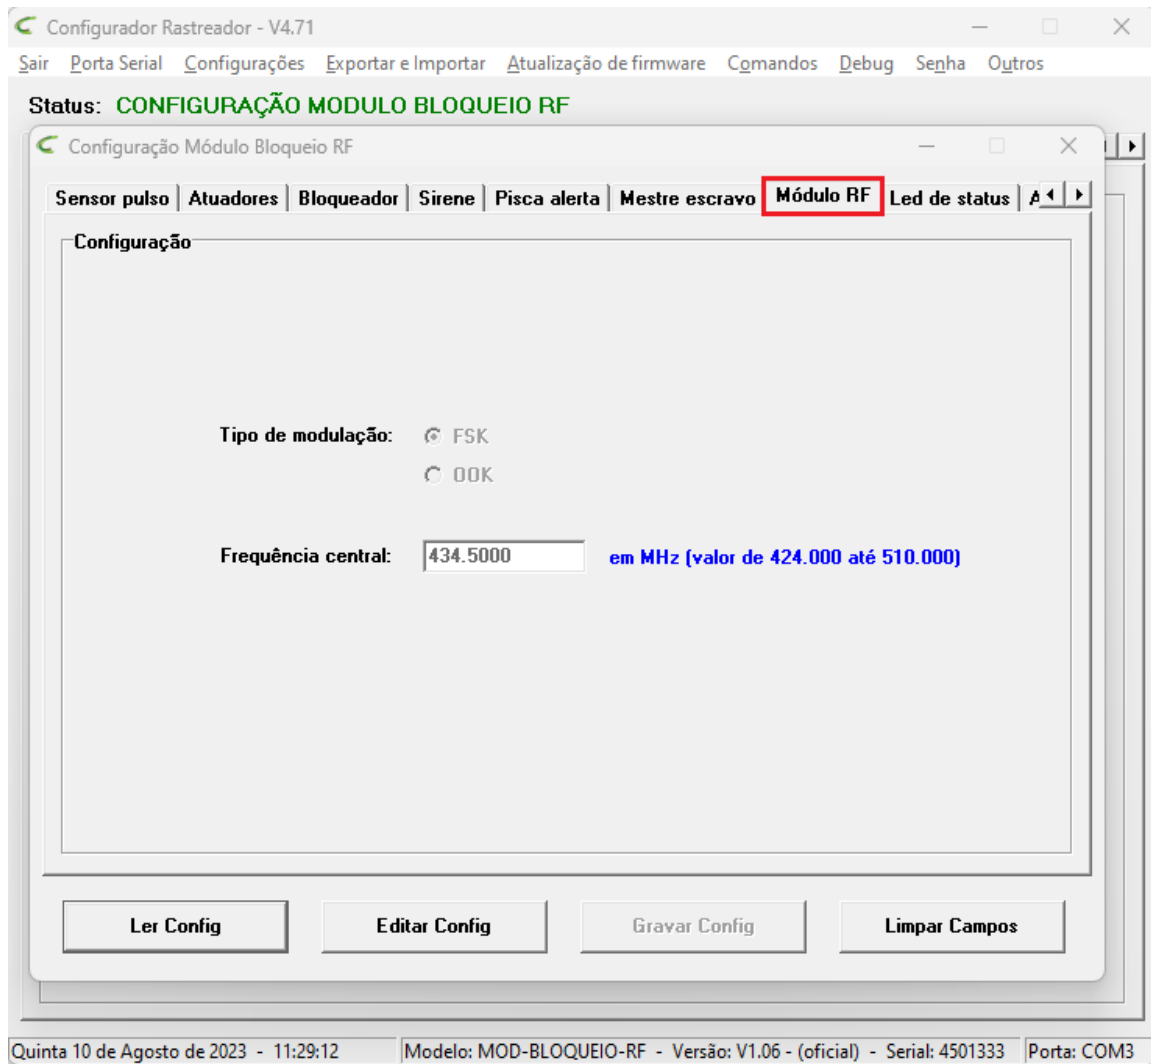 Configurador Rastreador - V4.71
Sair Porta Serial Configurações Exportar e Importar Atualização de firmware Comandos Debug Senha Outros
Status: CONFIGURAÇÃO MODULO BLOQUEIO RF
Configuração Módulo Bloqueio RF
Sensor pulso Atuadores Bloqueador Sirene Pisca alerta Mestre escravo Módulo RF Led de status
Configuração
Tipo de modulação: FSK
OOK
Frequência central: 434.5000 em MHz (valor de 424.000 até 510.000)
Ler Config Editar Config Gravar Config Limpar Campos
Quinta 10 de Agosto de 2023 - 11:29:12 Modelo: MOD-BLOQUEIO-RF - Versão: V1.06 - (oficial) - Serial: 4501333 Porta: COM3